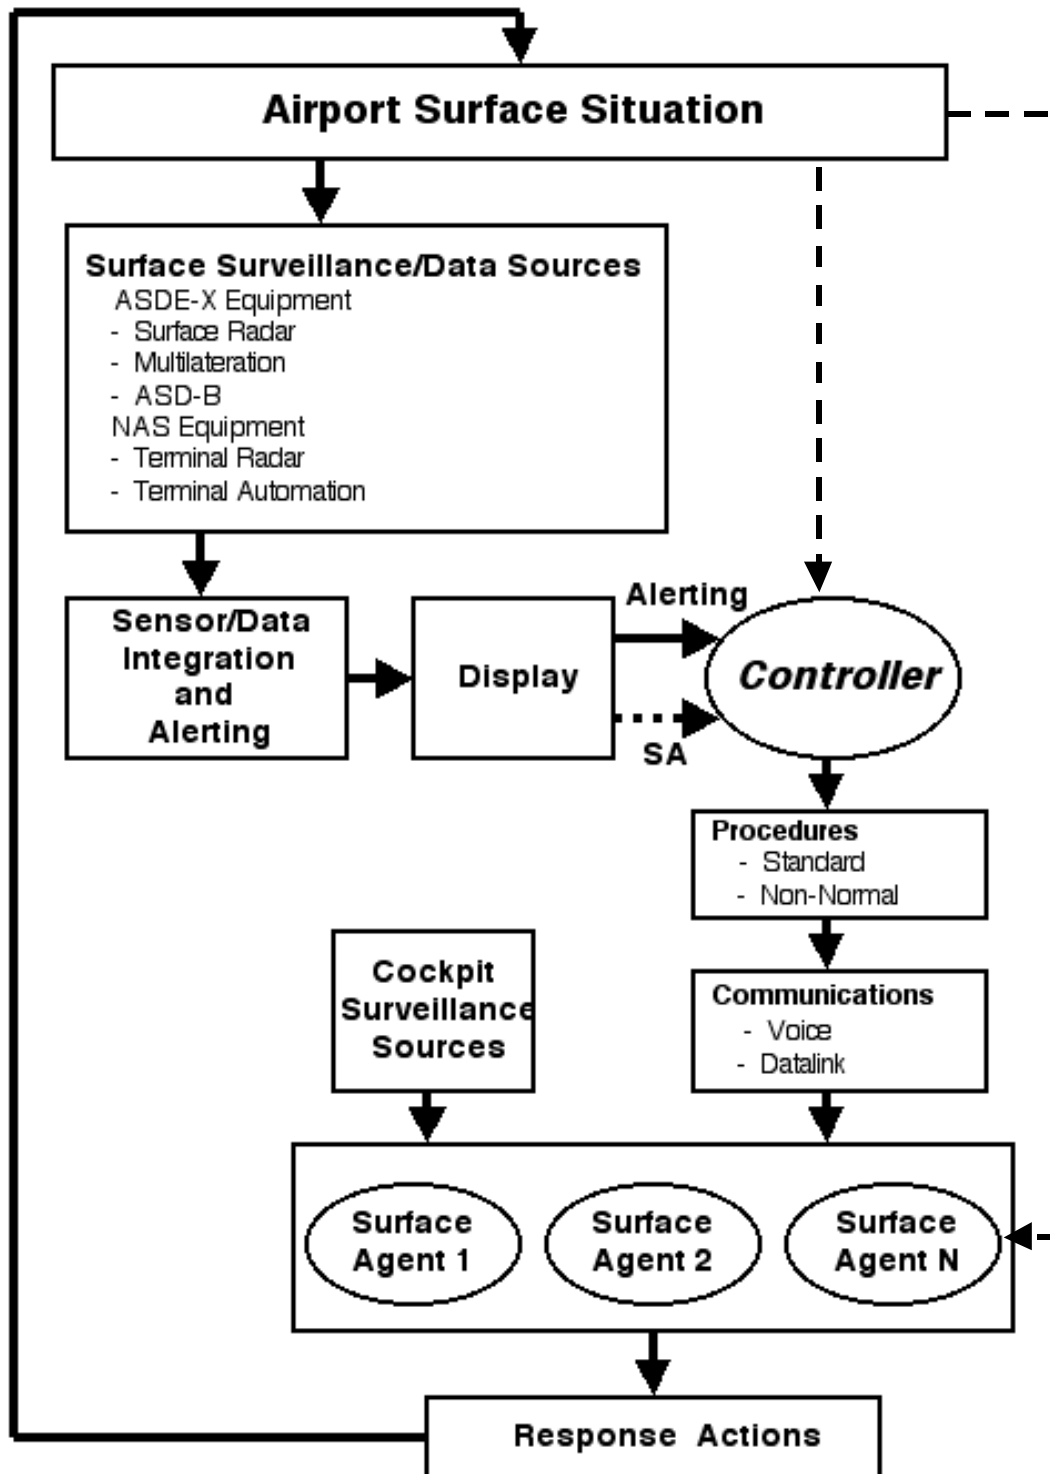 Airport Surface Situation
Surface Surveillance/Data Sources
ASDE-X Equipment
- Surface Radar
- Multilateration
- ASD-B
NAS Equipment
- Terminal Radar
- Terminal Automation
Sensor/Data
Integration
and
Alerting
Display
Alerting
SA
Controller
Procedures
- Standard
- Non-Normal
Cockpit
Surveillance
Sources
Communications
- Voice
- Datalink
Surface
Agent 1
Surface
Agent 2
Surface
Agent N
Response Actions